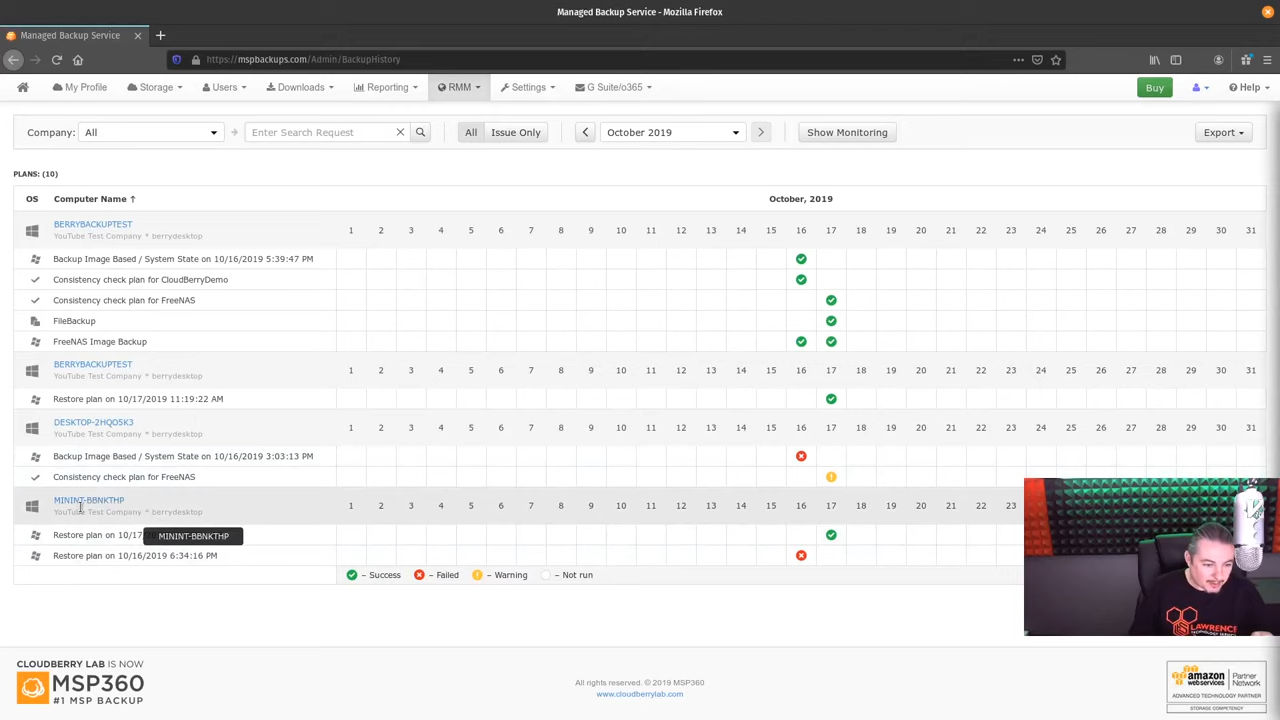 Managed Backup Service - Mozilla Firefox
Managed Backup Service
https://mspbackups.com/Admin/BackupHistory
My Profile Storage Users Downloads Reporting RMM Settings G Suite/o365 Buy Help
Company: All Enter Search Request All Issue Only October 2019 Show Monitoring Export
PLANS: (10)
OS Computer Name ↑ October, 2019
BERRYBACKUPTEST
YouTube Test Company * berrydesktop
1 2 3 4 5 6 7 8 9 10 11 12 13 14 15 16 17 18 19 20 21 22 23 24 25 26 27 28 29 30 31
Backup Image Based / System State on 10/16/2019 5:39:47 PM
Consistency check plan for CloudBerryDemo
Consistency check plan for FreeNAS
FileBackup
FreeNAS Image Backup
BERRYBACKUPTEST
YouTube Test Company * berrydesktop
1 2 3 4 5 6 7 8 9 10 11 12 13 14 15 16 17 18 19 20 21 22 23 24 25 26 27 28 29 30 31
Restore plan on 10/17/2019 11:19:22 AM
DESKTOP-2HQO5K3
YouTube Test Company * berrydesktop
1 2 3 4 5 6 7 8 9 10 11 12 13 14 15 16 17 18 19 20 21 22 23 24 25 26 27 28 29 30 31
Backup Image Based / System State on 10/16/2019 3:03:13 PM
Consistency check plan for FreeNAS
MININT-BBNKTHP
YouTube Test Company * berrydesktop
1 2 3 4 5 6 7 8 9 10 11 12 13 14 15 16 17 18 19 20 21 22 23
Restore plan on 10/17
MININT-BBNKTHP
Restore plan on 10/16/2019 6:34:16 PM
– Success – Failed – Warning – Not run
LAWRENCE
CLOUDBERRY LAB IS NOW
MSP360
#1 MSP BACKUP
All rights reserved. © 2019 MSP360
www.cloudberrylab.com
amazon
web services
Partner
Network
ADVANCED TECHNOLOGY PARTNER
STORAGE COMPETENCY